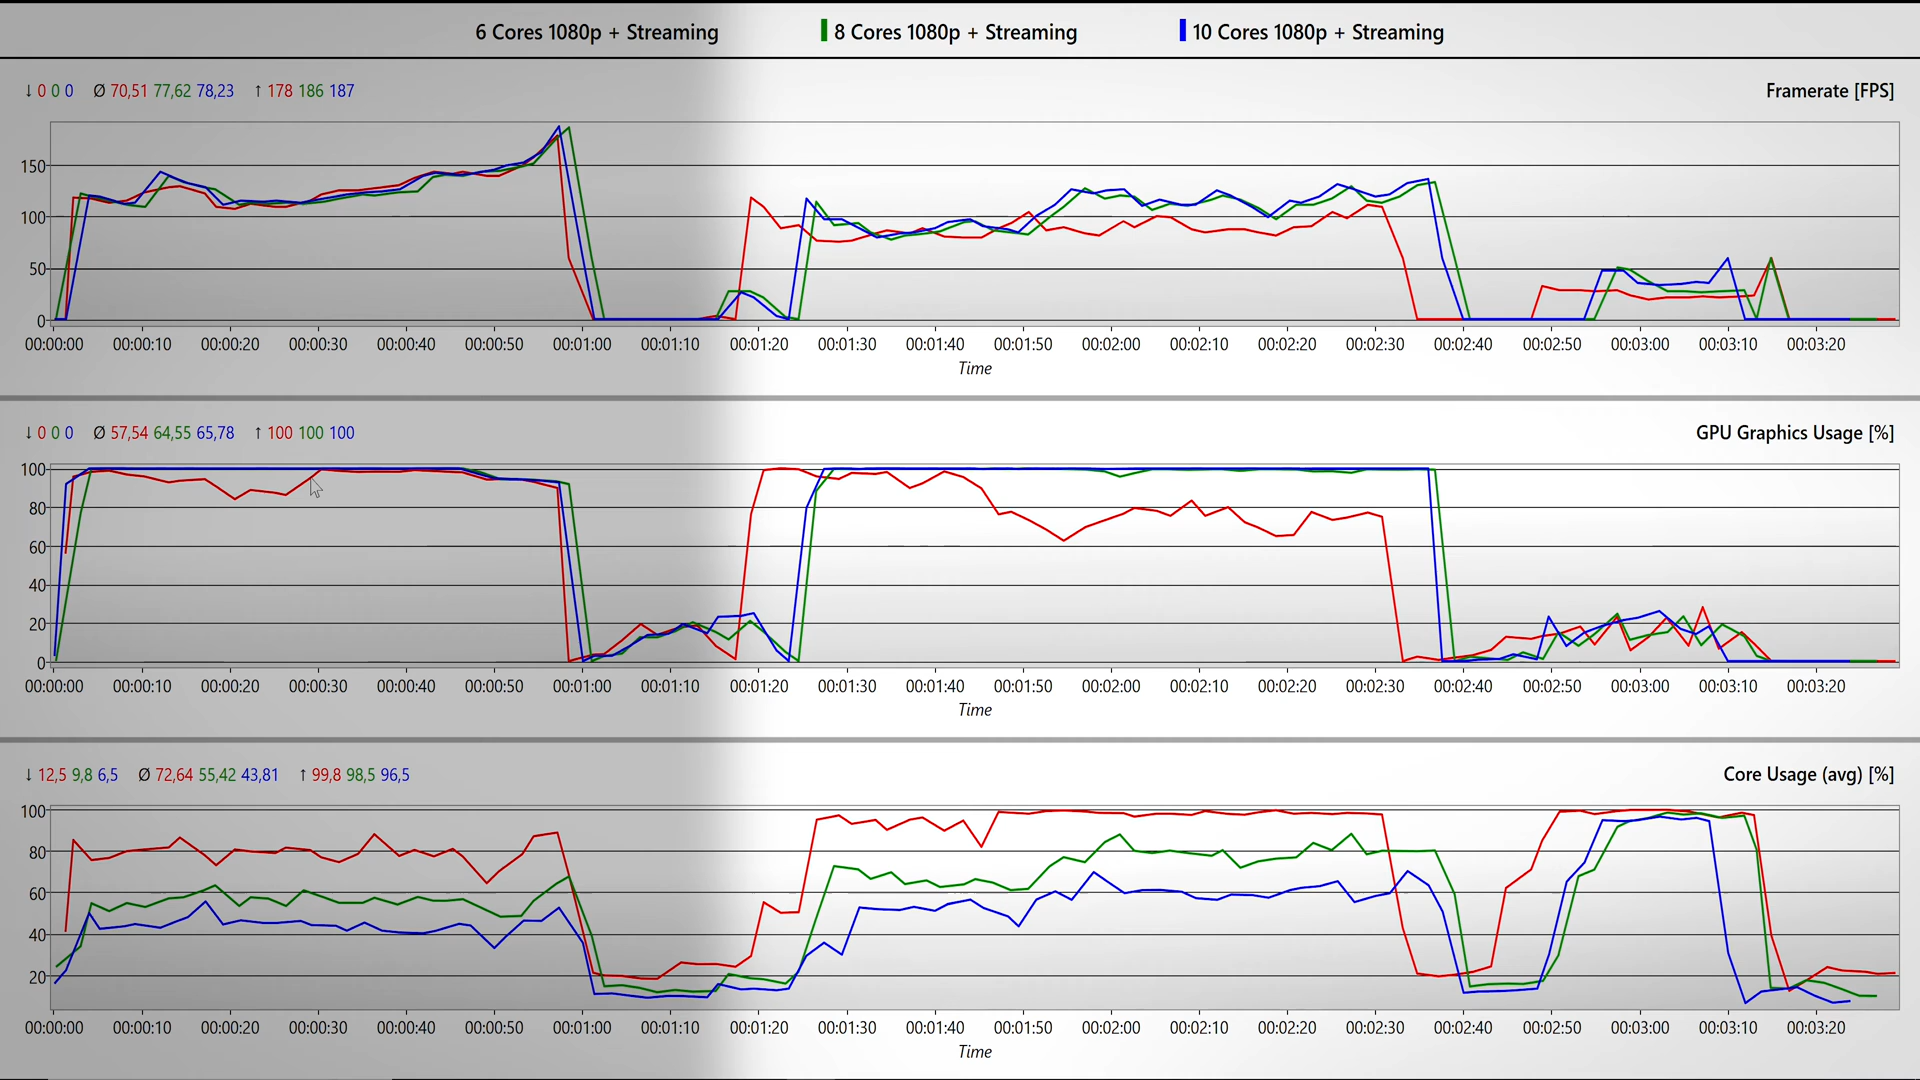 6 Cores 1080p + Streaming 8 Cores 1080p + Streaming 10 Cores 1080p + Streaming
↓ 0 0 0 Ø 70,51 77,62 78,23 ↑ 178 186 187 Framerate [FPS]
150
100
50
0
00:00:00 00:00:10 00:00:20 00:00:30 00:00:40 00:00:50 00:01:00 00:01:10 00:01:20 00:01:30 00:01:40 00:01:50 00:02:00 00:02:10 00:02:20 00:02:30 00:02:40 00:02:50 00:03:00 00:03:10 00:03:20
Time
↓ 0 0 0 Ø 57,54 64,55 65,78 ↑ 100 100 100 GPU Graphics Usage [%]
100
80
60
40
20
0
00:00:00 00:00:10 00:00:20 00:00:30 00:00:40 00:00:50 00:01:00 00:01:10 00:01:20 00:01:30 00:01:40 00:01:50 00:02:00 00:02:10 00:02:20 00:02:30 00:02:40 00:02:50 00:03:00 00:03:10 00:03:20
Time
↓ 12,5 9,8 6,5 Ø 72,64 55,42 43,81 ↑ 99,8 98,5 96,5 Core Usage (avg) [%]
100
80
60
40
20
00:00:00 00:00:10 00:00:20 00:00:30 00:00:40 00:00:50 00:01:00 00:01:10 00:01:20 00:01:30 00:01:40 00:01:50 00:02:00 00:02:10 00:02:20 00:02:30 00:02:40 00:02:50 00:03:00 00:03:10 00:03:20
Time